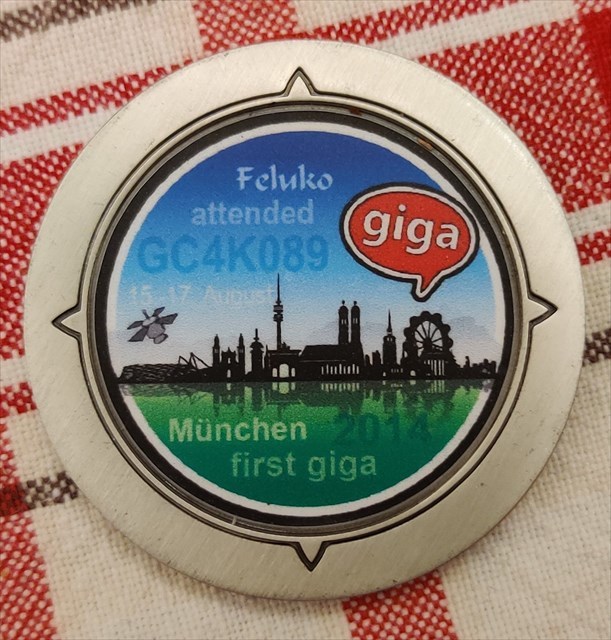 Feluko
attended
giga
GC4K089
15.-17. August
München 2014
first giga